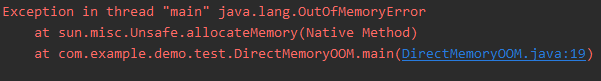 Exception in thread "main" java.lang.OutOfMemoryError
at sun.misc.Unsafe.allocateMemory(Native Method)
at com.example.demo.test.DirectMemoryOOM.main(DirectMemoryOOM.java:19)